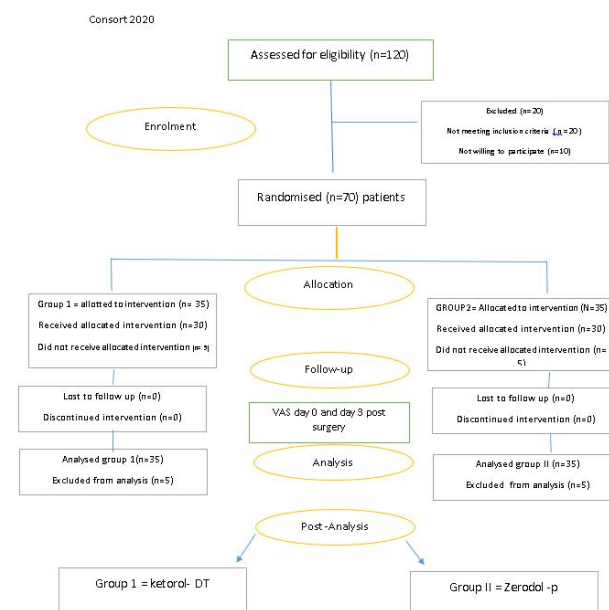 Consort 2020
Assessed for eligibility (n=120)
Enrolment
Excluded (n=20)
Not meeting inclusion criteria ( n =20)
Not willing to participate (n=10)
Randomised (n=70) patients
Allocation
Group 1 = allotted to intervention (n= 35)
Received allocated intervention (n=30)
Did not receive allocated intervention (n= 5)
GROUP2= Allocated to intervention (N=35)
Received allocated intervention (n=30)
Did not receive allocated intervention (n=
5)
Follow-up
Lost to follow up (n=0)
Discontinued intervention (n=0)
Lost to follow up (n=0)
Discontinued intervention (n=0)
VAS day 0 and day 3 post
surgery
Analysis
Analysed group 1(n=35)
Excluded from analysis (n=5)
Analysed group II (n=35)
Excluded from analysis (n=5)
Post-Analysis
Group 1 = ketorol- DT
Group II = Zerodol -p